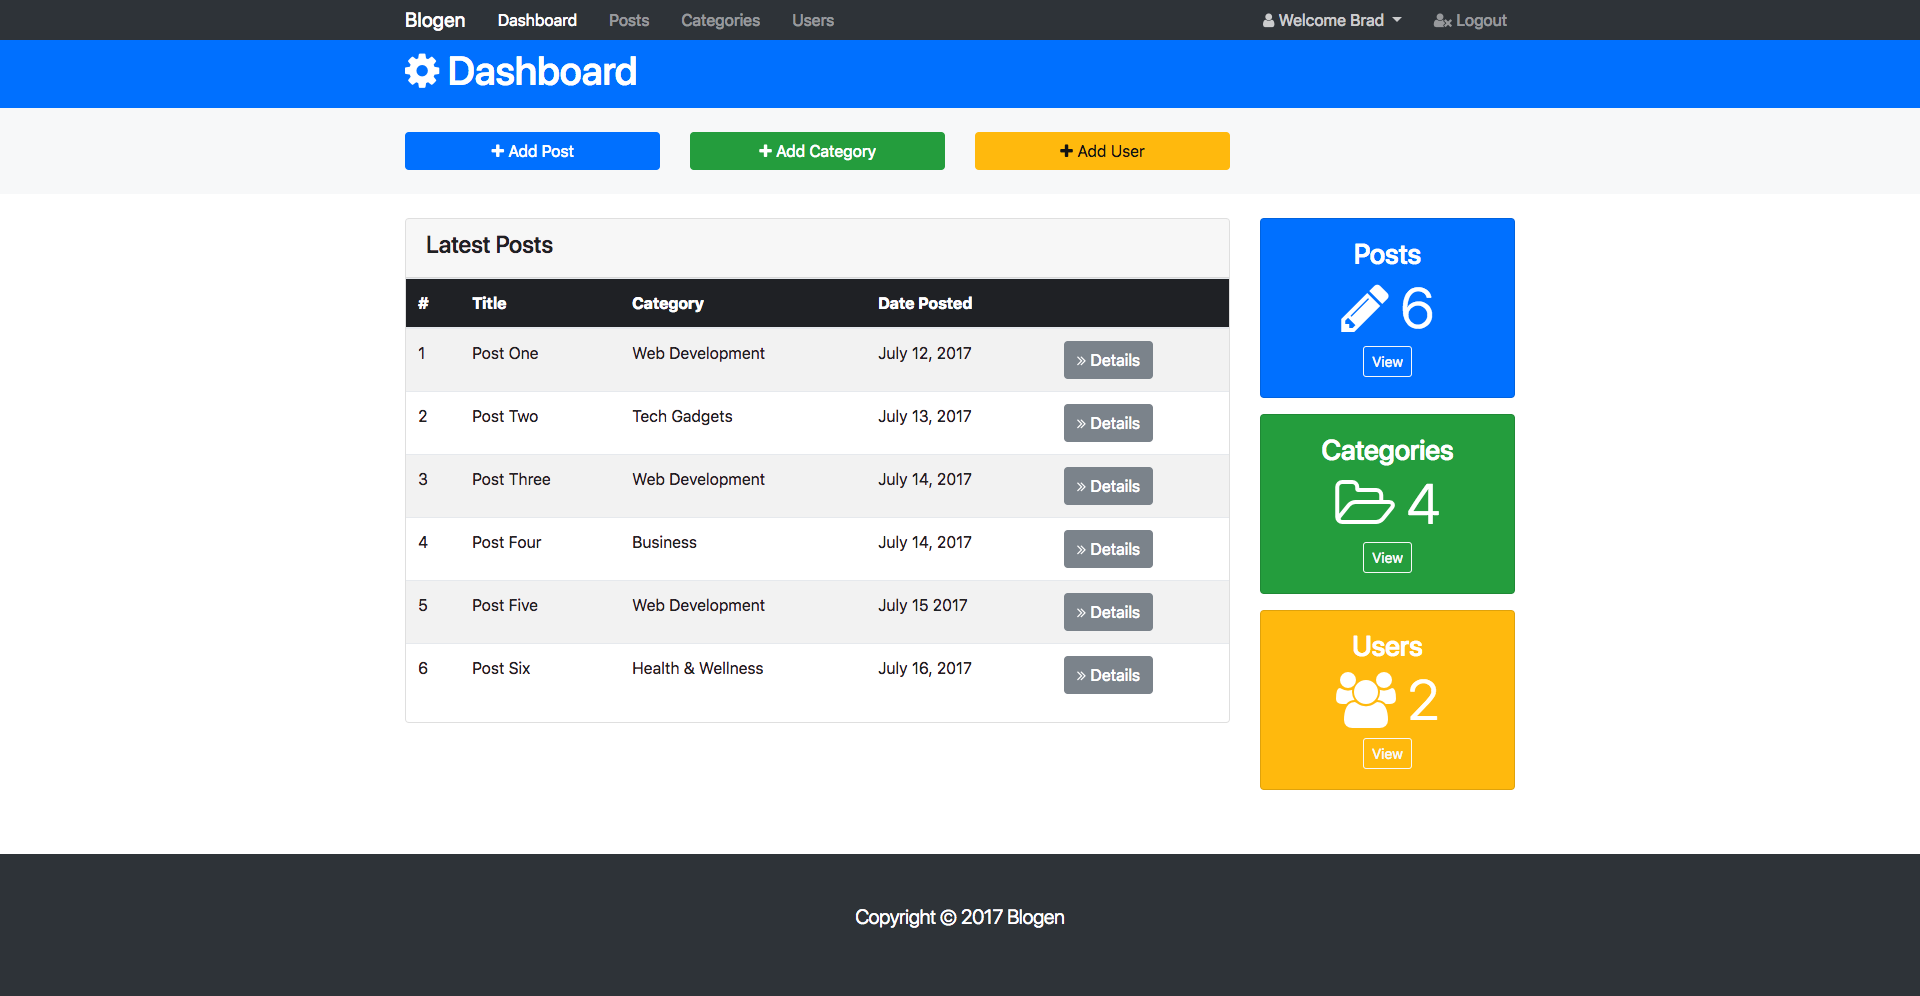 Blogen Dashboard Posts Categories Users Welcome Brad Logout
Dashboard
Add Post Add Category Add User
Latest Posts
# Title Category Date Posted
1 Post One Web Development July 12, 2017 » Details
2 Post Two Tech Gadgets July 13, 2017 » Details
3 Post Three Web Development July 14, 2017 » Details
4 Post Four Business July 14, 2017 » Details
5 Post Five Web Development July 15 2017 » Details
6 Post Six Health & Wellness July 16, 2017 » Details
Posts
6
View
Categories
4
View
Users
2
View
Copyright © 2017 Blogen